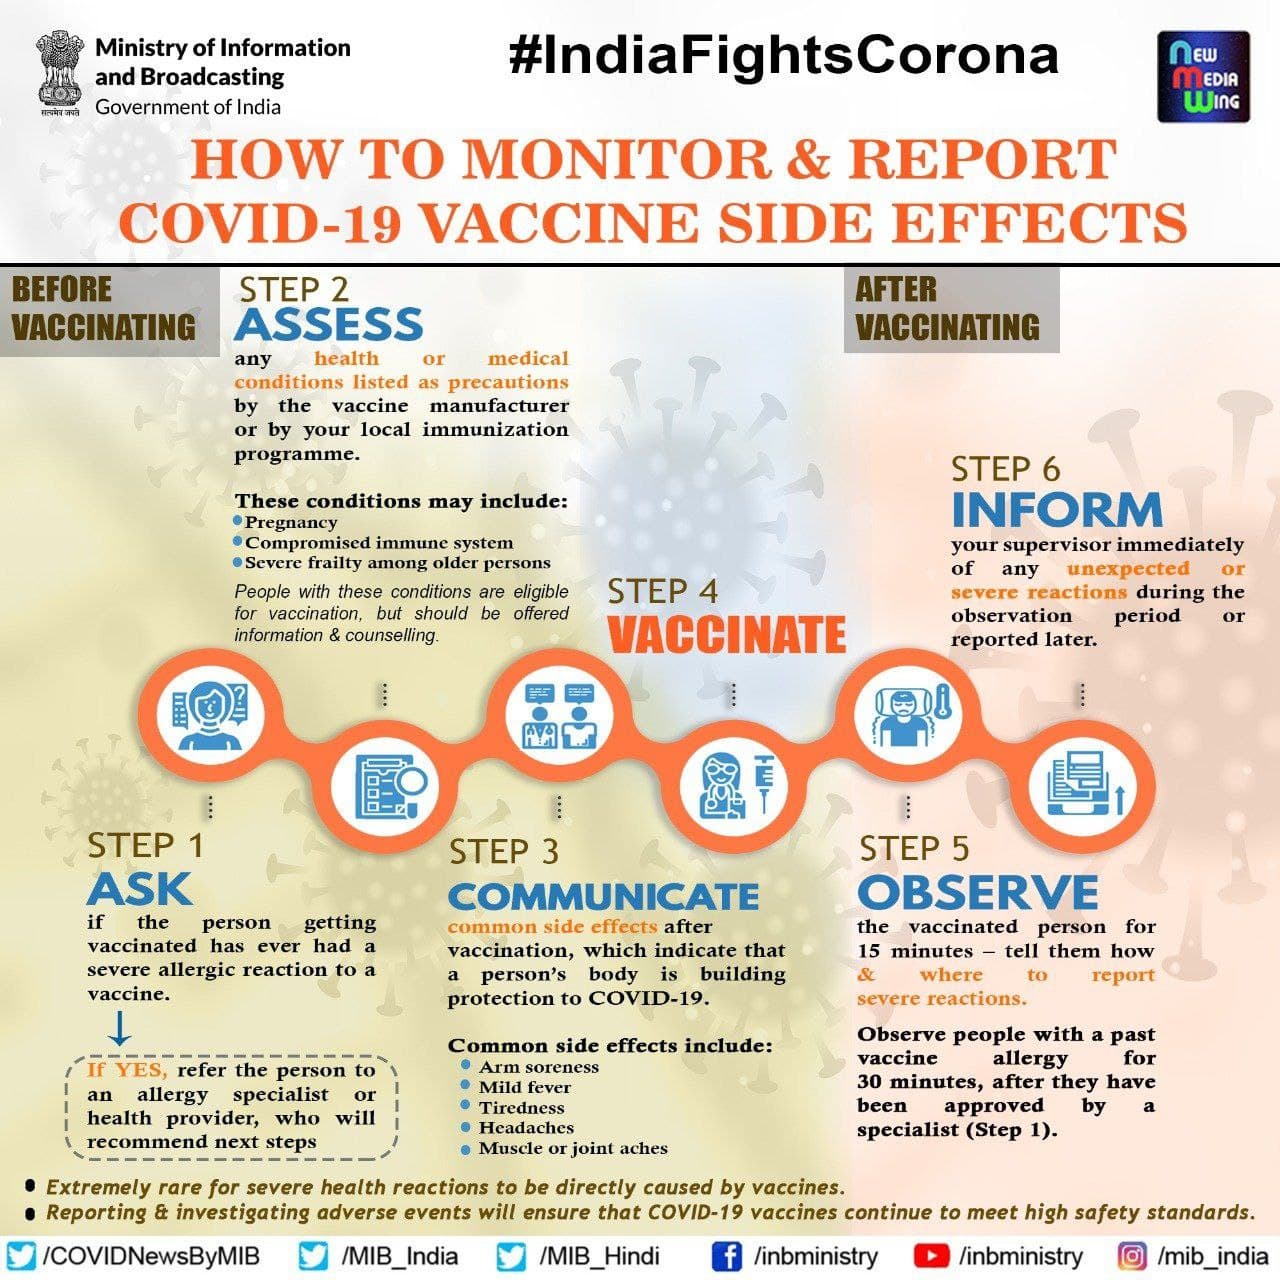 Ministry of Information
and Broadcasting
Government of India
सत्यमेव जयते
#IndiaFightsCorona
NEW
MEDIA
WING
HOW TO MONITOR & REPORT
COVID-19 VACCINE SIDE EFFECTS
BEFORE
VACCINATING
STEP 2
ASSESS
any health or medical
conditions listed as precautions
by the vaccine manufacturer
or by your local immunization
programme.
These conditions may include:
Pregnancy
Compromised immune system
Severe frailty among older persons
People with these conditions are eligible
for vaccination, but should be offered
information & counselling.
STEP 4
VACCINATE
AFTER
VACCINATING
STEP 6
INFORM
your supervisor immediately
of any unexpected or
severe reactions during the
observation period or
reported later.
STEP 1
ASK
if the person getting
vaccinated has ever had a
severe allergic reaction to a
vaccine.
If YES, refer the person to
an allergy specialist or
health provider, who will
recommend next steps
STEP 3
COMMUNICATE
common side effects after
vaccination, which indicate that
a person's body is building
protection to COVID-19.
Common side effects include:
Arm soreness
Mild fever
Tiredness
Headaches
Muscle or joint aches
STEP 5
OBSERVE
the vaccinated person for
15 minutes – tell them how
& where to report
severe reactions.
Observe people with a past
vaccine allergy for
30 minutes, after they have
been approved by a
specialist (Step 1).
Extremely rare for severe health reactions to be directly caused by vaccines.
Reporting & investigating adverse events will ensure that COVID-19 vaccines continue to meet high safety standards.
/COVIDNewsByMIB /MIB_India /MIB_Hindi /inbministry /inbministry /mib_india